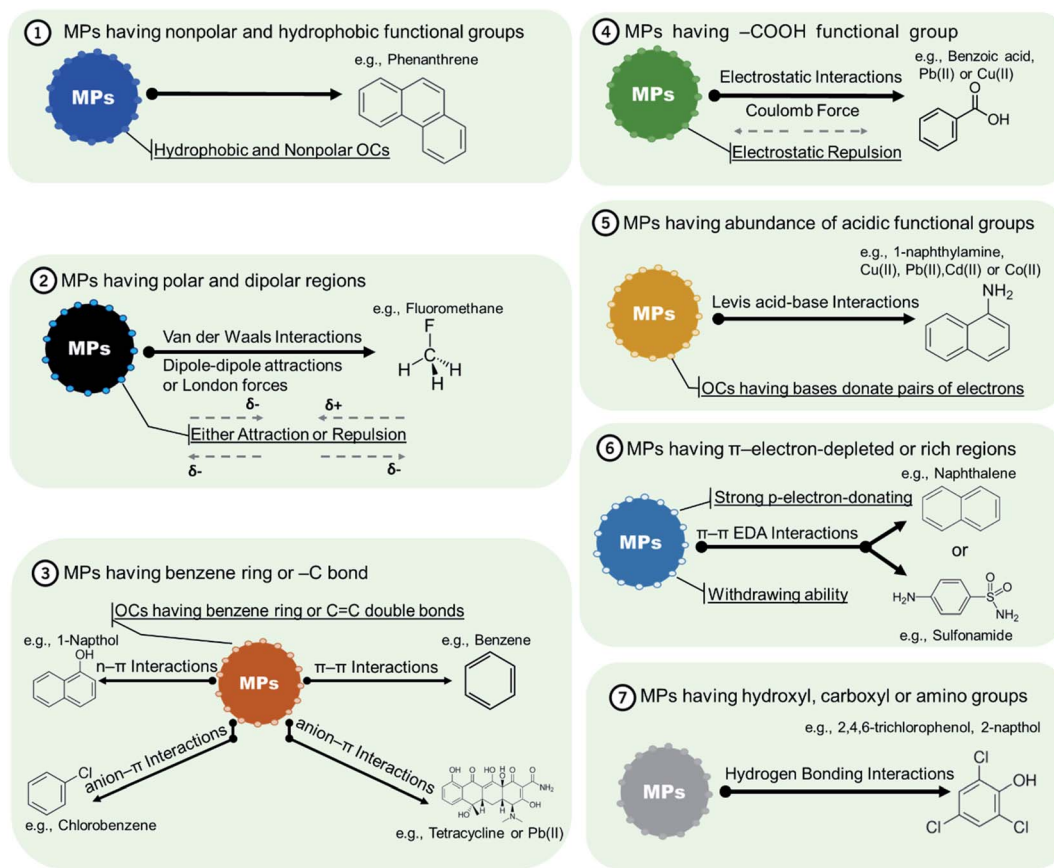 1 MPs having nonpolar and hydrophobic functional groups
e.g., Phenanthrene
MPs
Hydrophobic and Nonpolar OCs
2 MPs having polar and dipolar regions
e.g., Fluoromethane
MPs
Van der Waals Interactions
Dipole-dipole attractions
or London forces
F
C
H
H
H
δ- δ+
Either Attraction or Repulsion
δ- δ-
3 MPs having benzene ring or –C bond
OCs having benzene ring or C=C double bonds
e.g., 1-Napthol
OH
n–π Interactions
MPs
π–π Interactions
e.g., Benzene
anion–π Interactions
anion–π Interactions
Cl
e.g., Chlorobenzene
OH O HO O O
H
O
NH2
HO
H
H
OH
N
e.g., Tetracycline or Pb(II)
4 MPs having –COOH functional group
e.g., Benzoic acid,
Pb(II) or Cu(II)
MPs
Electrostatic Interactions
Coulomb Force
Electrostatic Repulsion
O
OH
5 MPs having abundance of acidic functional groups
e.g., 1-naphthylamine,
Cu(II), Pb(II),Cd(II) or Co(II)
NH2
MPs
Levis acid-base Interactions
OCs having bases donate pairs of electrons
6 MPs having π–electron-depleted or rich regions
e.g., Naphthalene
Strong p-electron-donating
MPs
π–π EDA Interactions
or
Withdrawing ability
H2N
O
S
O
NH2
e.g., Sulfonamide
7 MPs having hydroxyl, carboxyl or amino groups
e.g., 2,4,6-trichlorophenol, 2-napthol
MPs
Hydrogen Bonding Interactions
Cl
OH
Cl
Cl